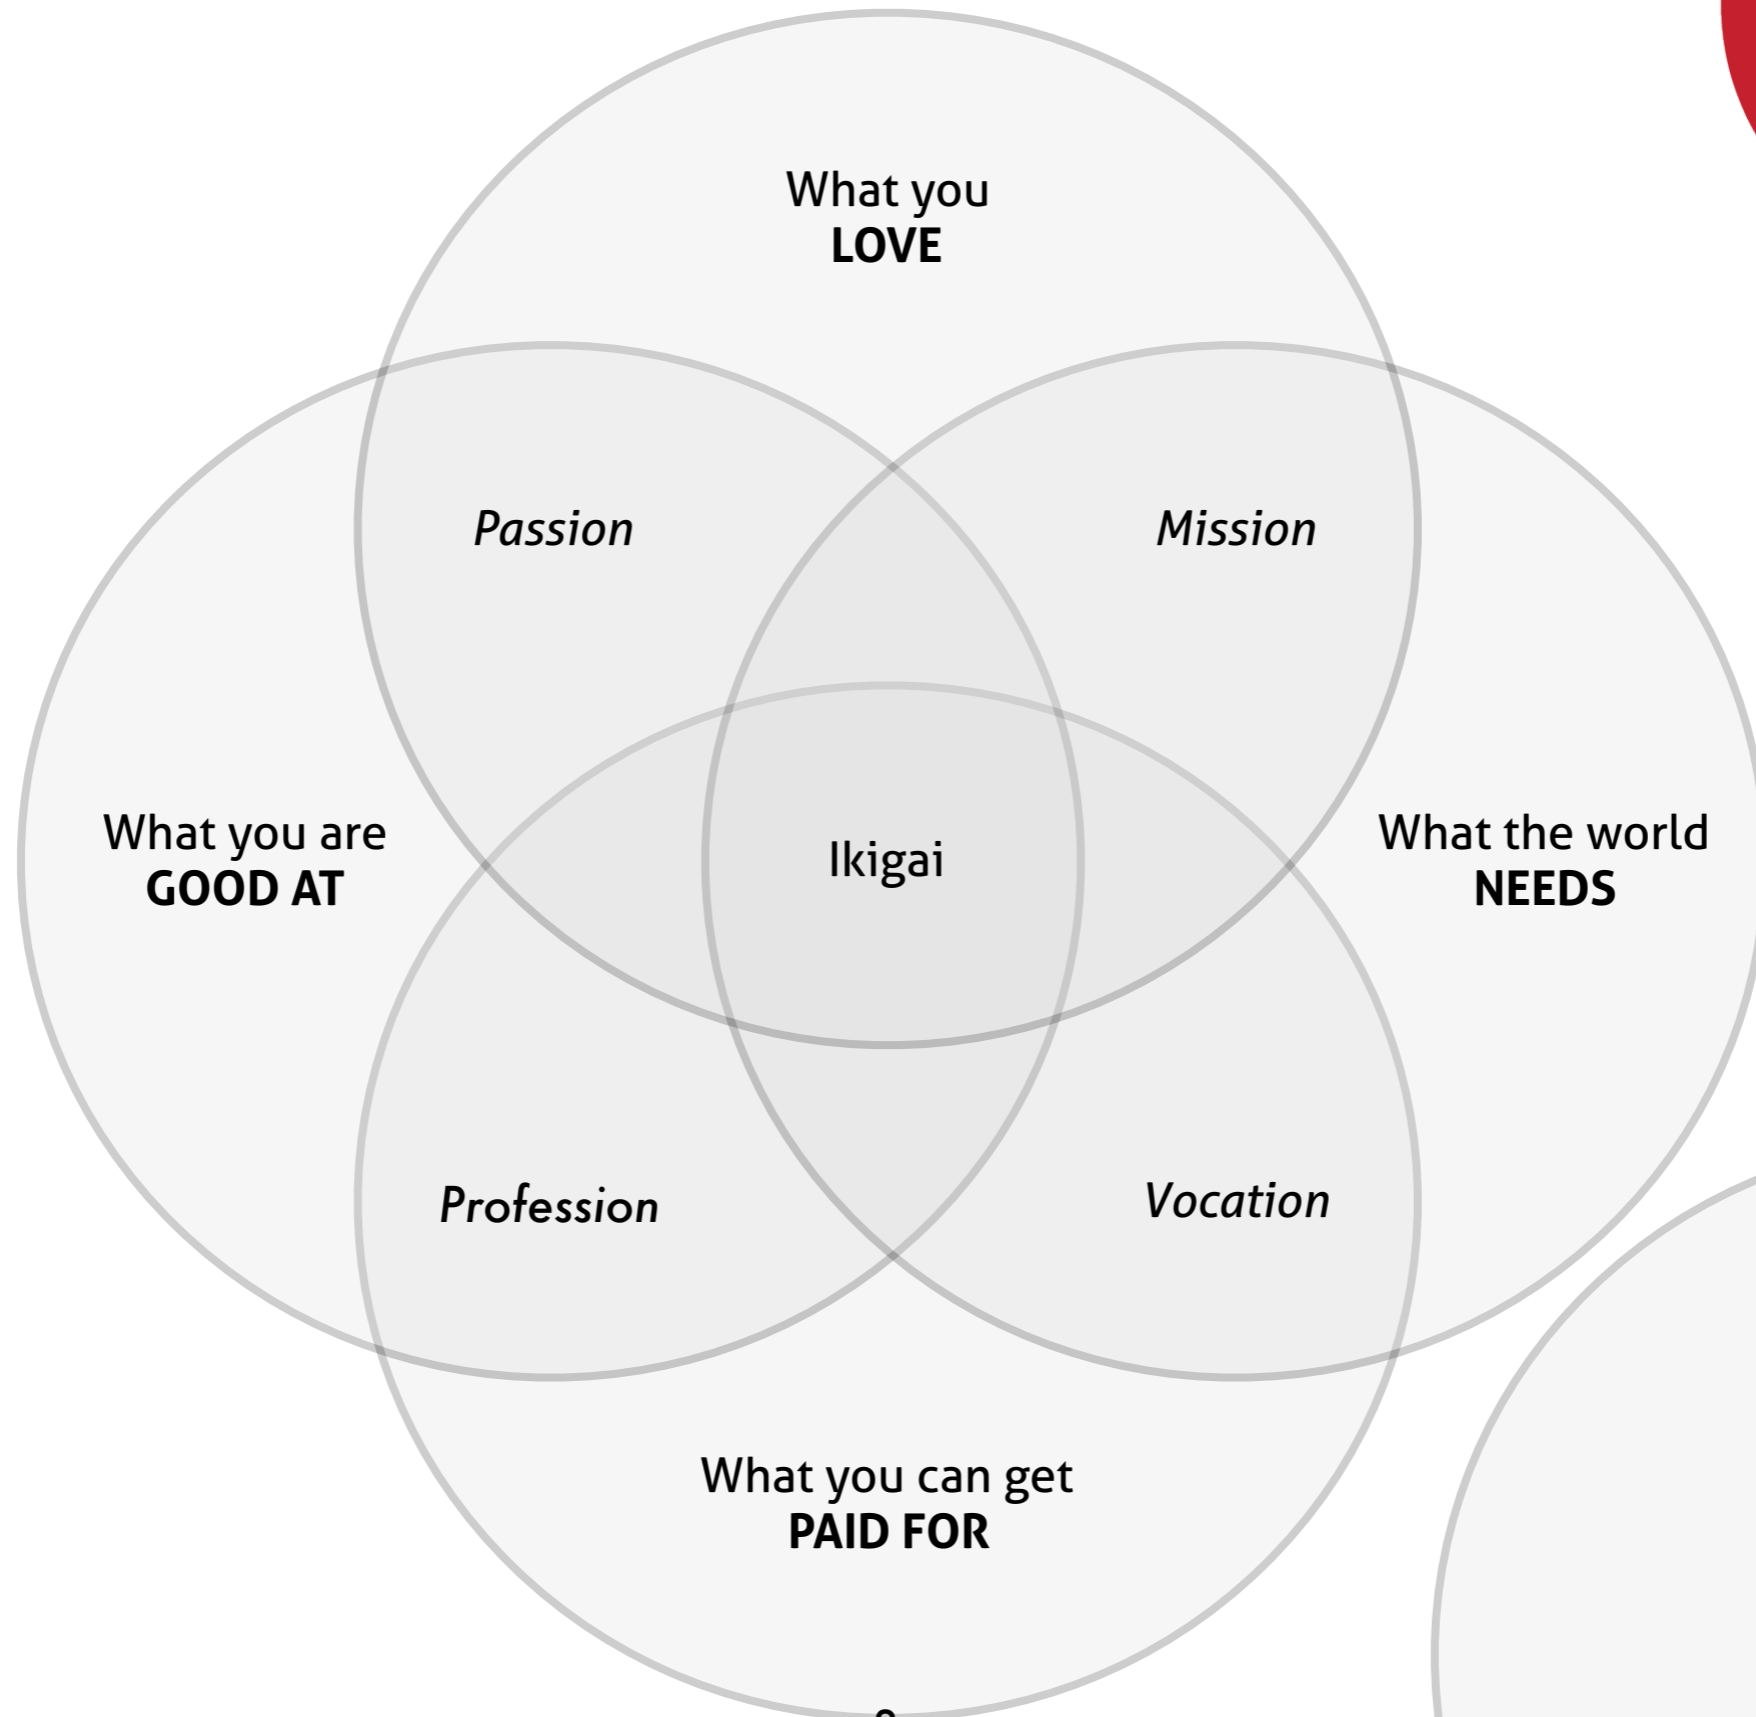 What you
LOVE
Passion
Mission
What you are
GOOD AT
Ikigai
What the world
NEEDS
Profession
Vocation
What you can get
PAID FOR